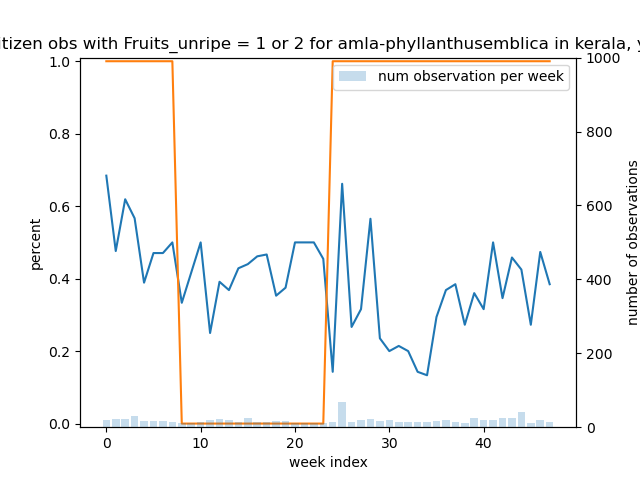 itizen obs with Fruits_unripe = 1 or 2 for amla-phyllanthusemblica in kerala, y
num observation per week
1.0
0.8
0.6
0.4
0.2
0.0
percent
1000
800
600
400
200
0
number of observations
0 10 20 30 40
week index